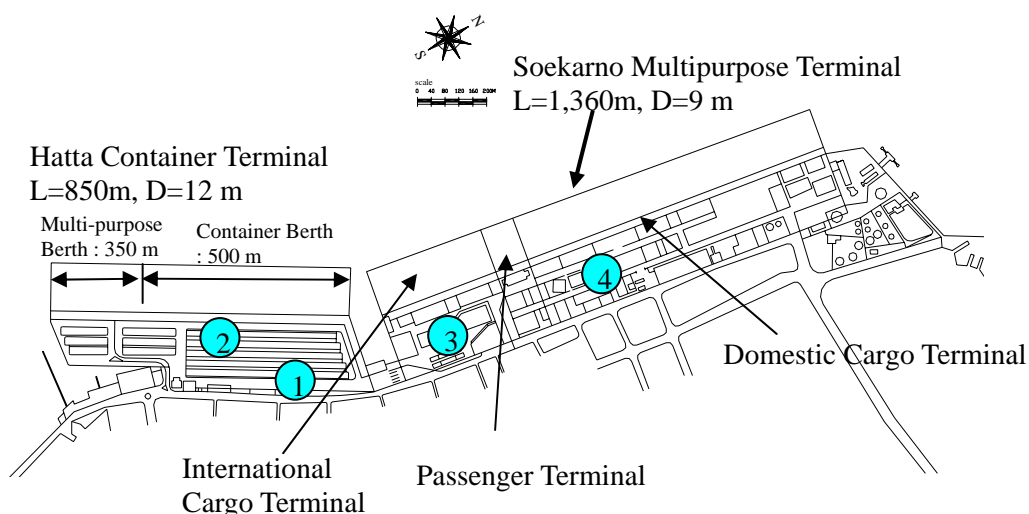 N
S
scale
0 40 80 120 160 200M
Soekarno Multipurpose Terminal
L=1,360m, D=9 m
Hatta Container Terminal
L=850m, D=12 m
Multi-purpose
Berth : 350 m
Container Berth
: 500 m
4
2
3
1
Domestic Cargo Terminal
International
Cargo Terminal
Passenger Terminal